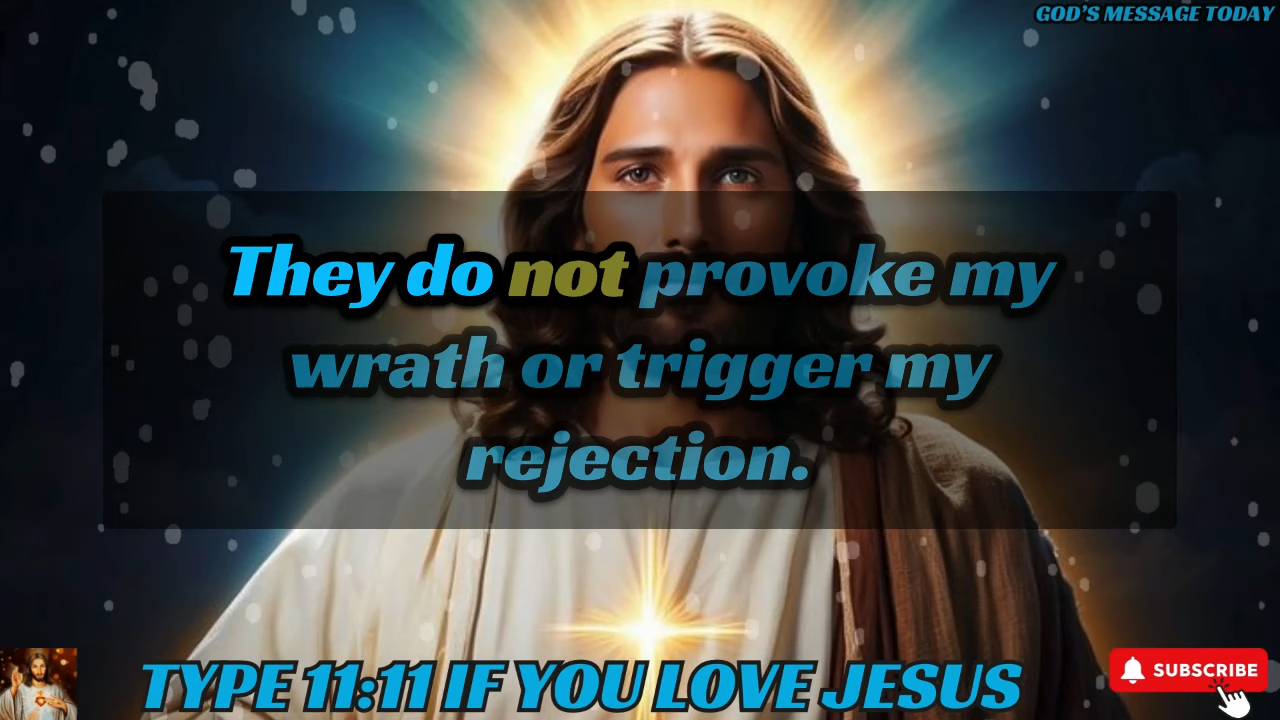 GOD'S MESSAGE TODAY
They do not provoke my
wrath or trigger my
rejection.
TYPE 11:11 IF YOU LOVE JESUS
SUBSCRIBE